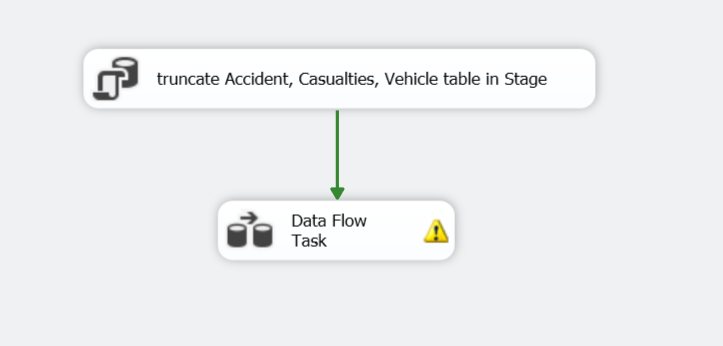 truncate Accident, Casualties, Vehicle table in Stage
Data Flow
Task